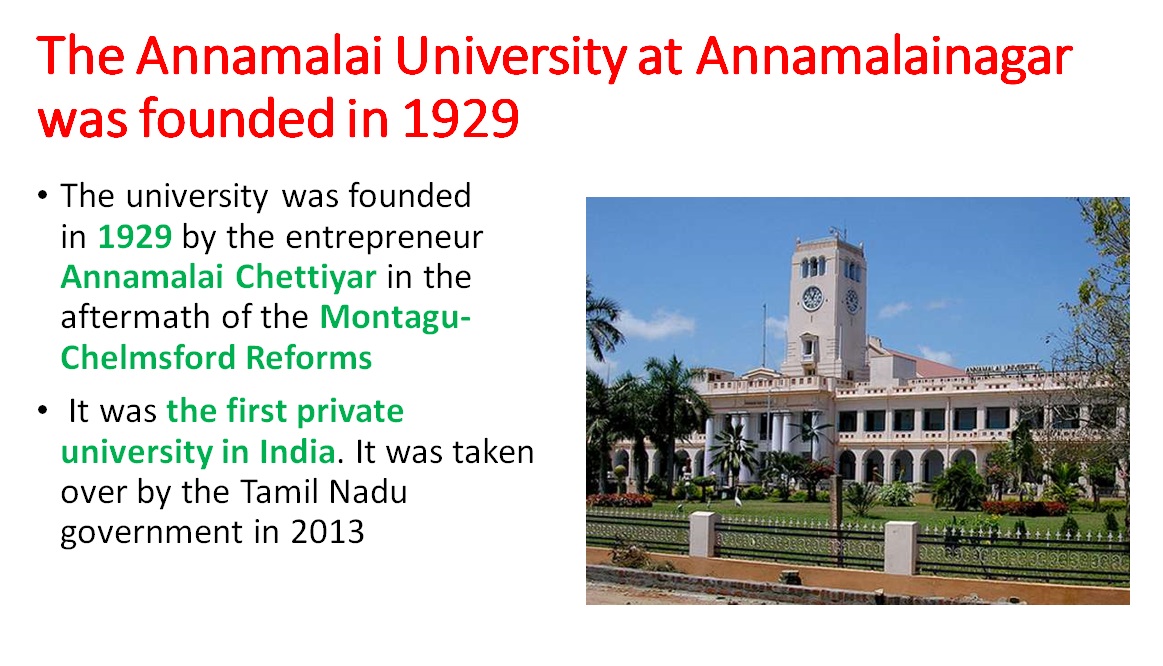 The Annamalai University at Annamalainagar
was founded in 1929
• The university was founded
in 1929 by the entrepreneur
Annamalai Chettiyar in the
aftermath of the Montagu-
Chelmsford Reforms
• It was the first private
university in India. It was taken
over by the Tamil Nadu
government in 2013
ANNAMALAI UNIVERSITY